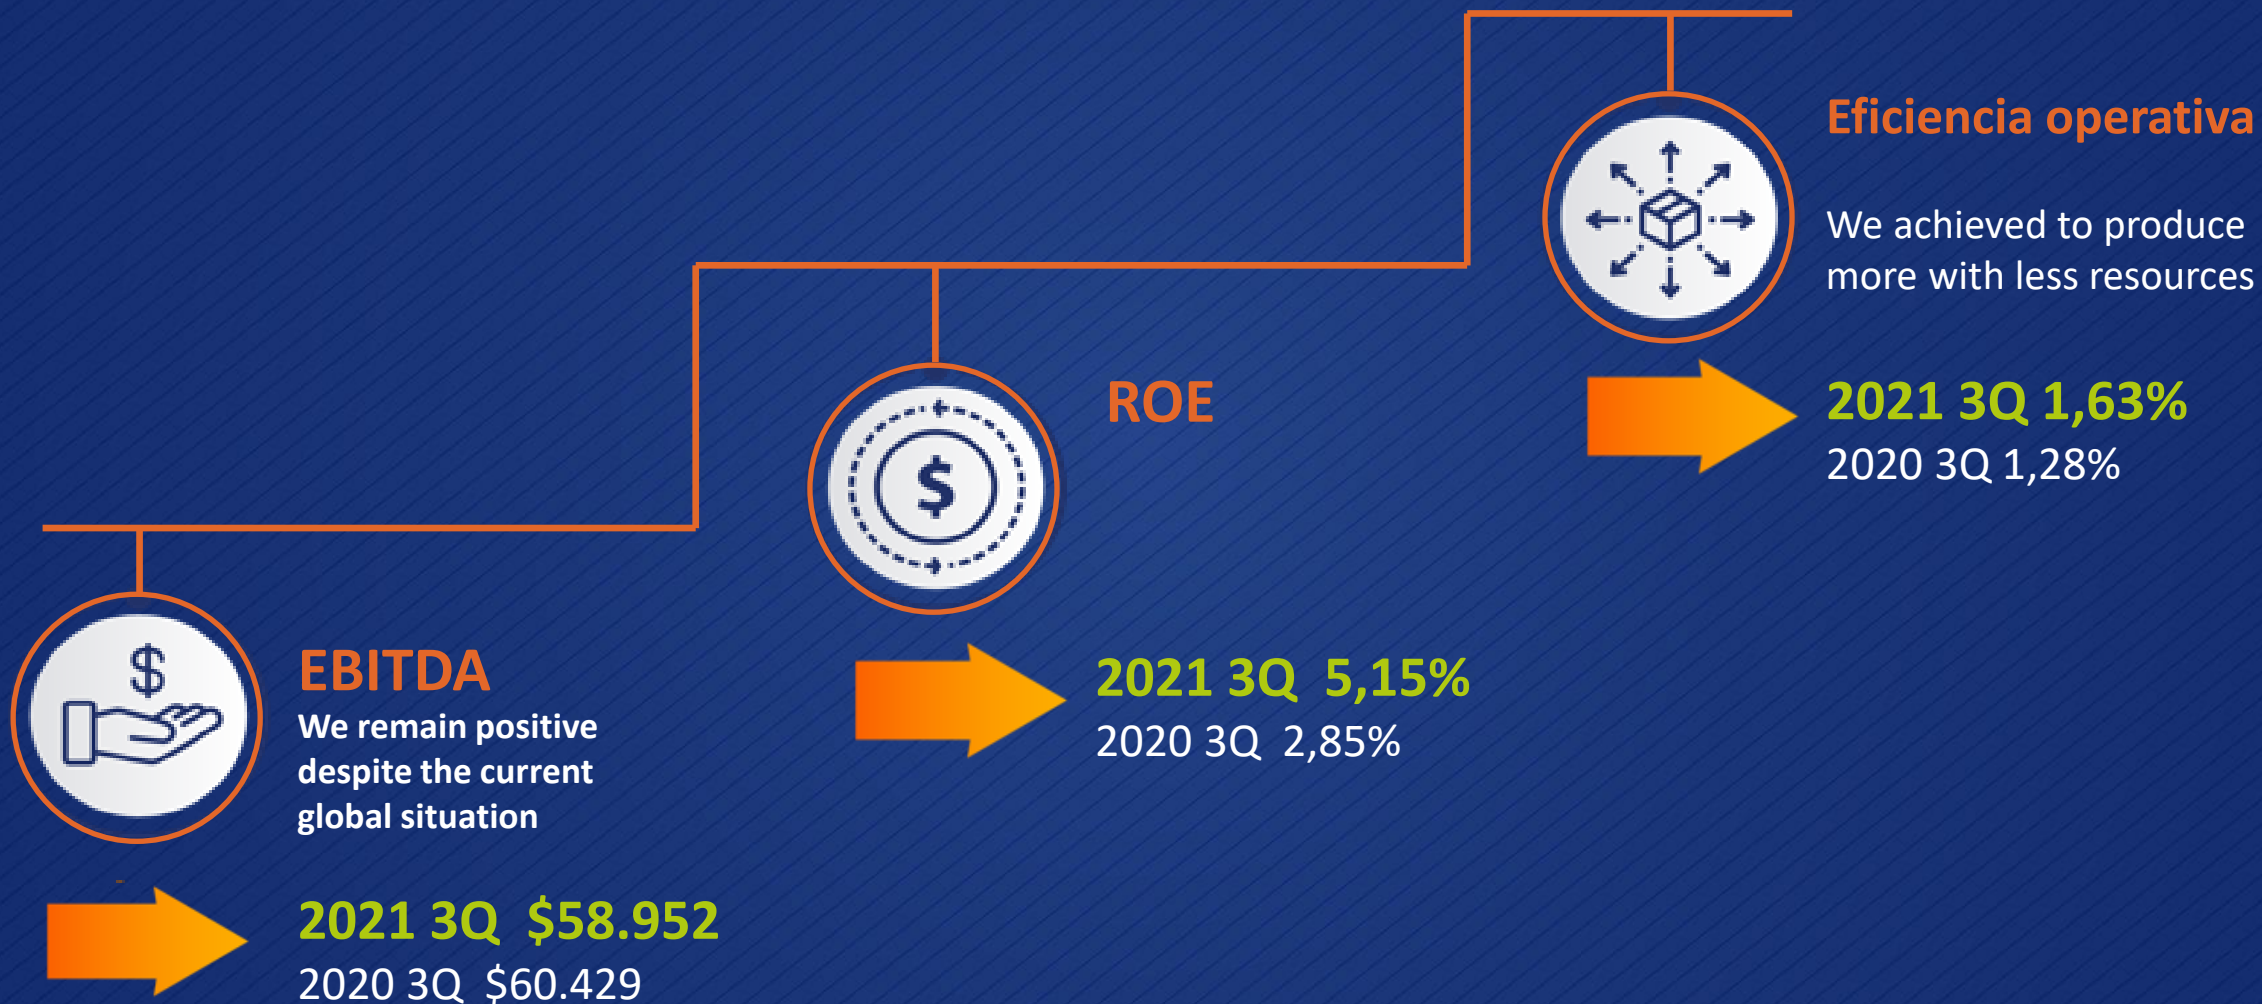 EBITDA
We remain positive
despite the current
global situation
2021 3Q $58.952
2020 3Q $60.429
$
ROE
$
2021 3Q 5,15%
2020 3Q 2,85%
Eficiencia operativa
We achieved to produce
more with less resources
2021 3Q 1,63%
2020 3Q 1,28%